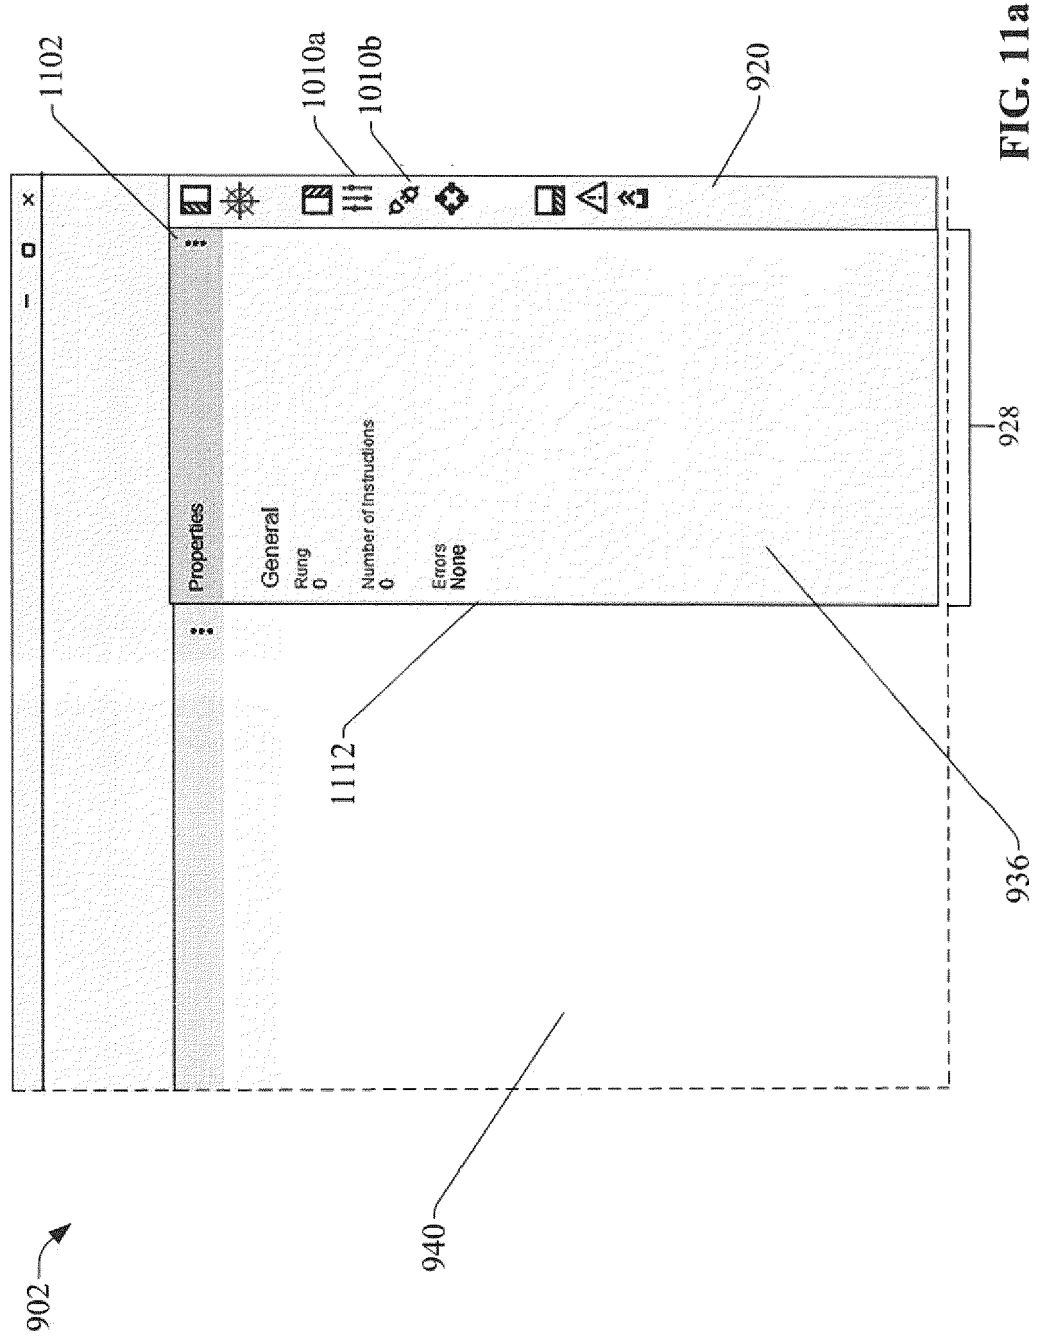 902
1102
Properties
General
Rung
0
Number of Instructions
0
Errors
None
1010a
1010b
920
1112
940
936
928
FIG. 11a